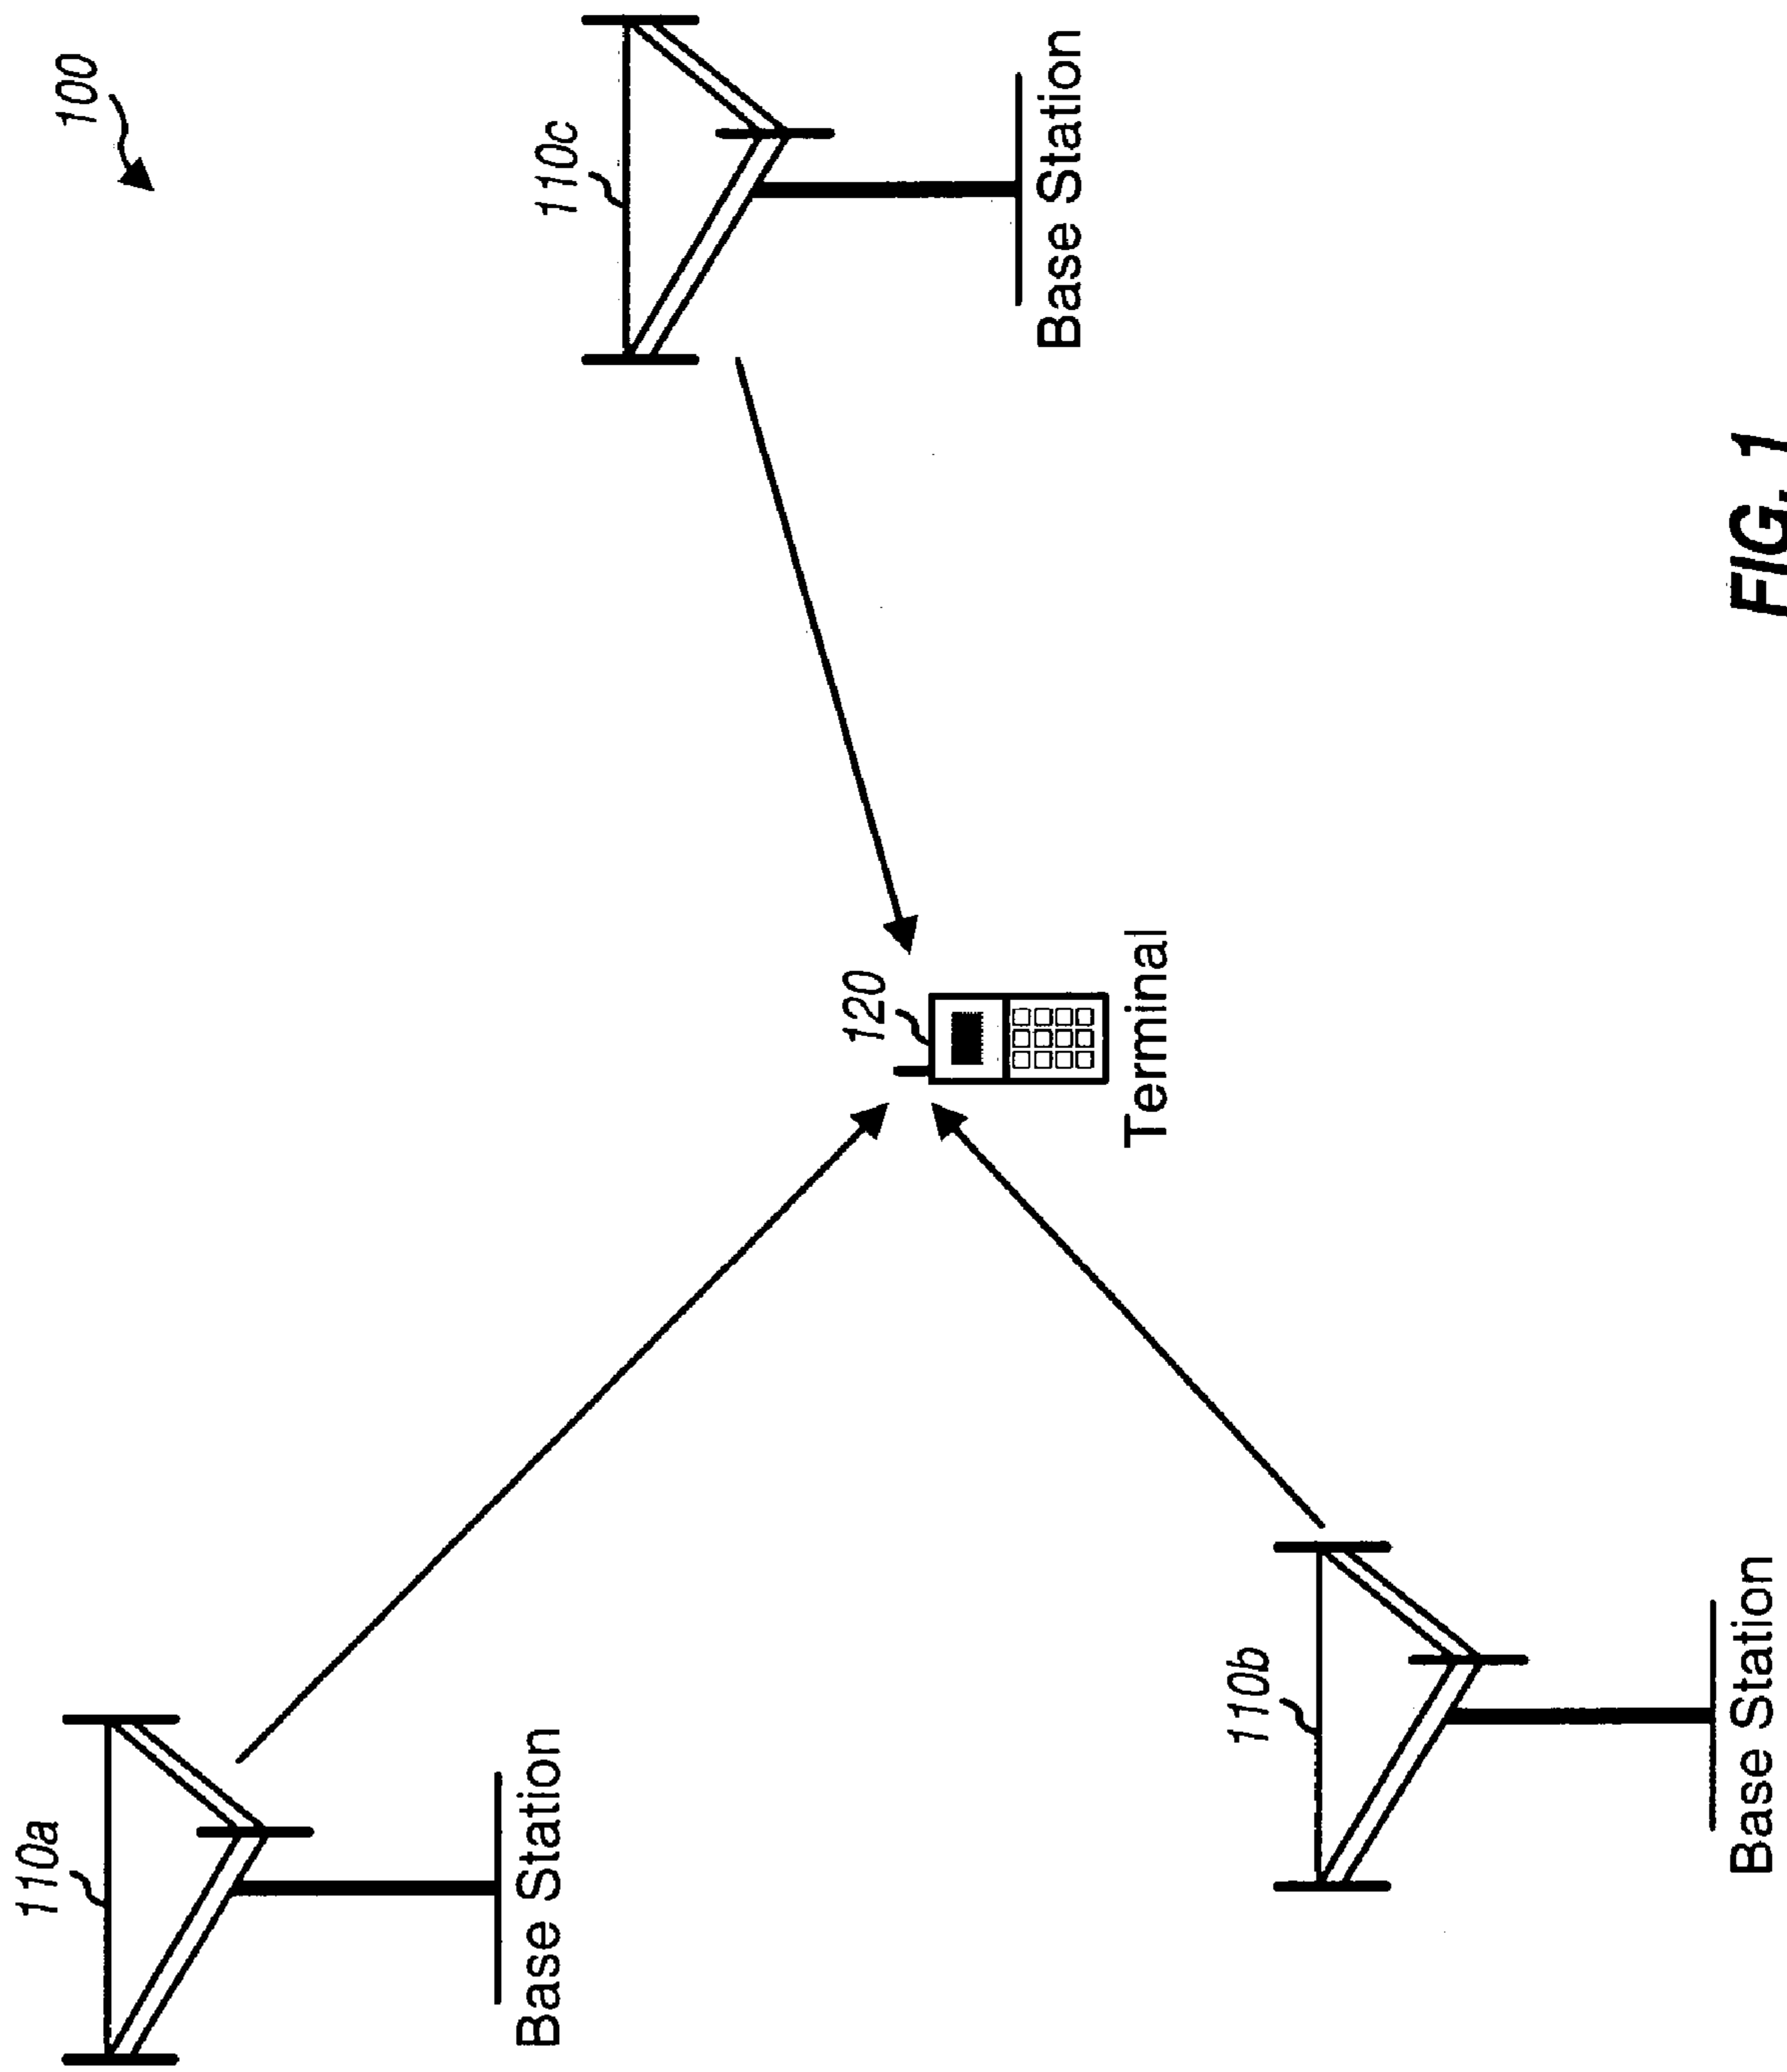 100
110a
Base Station
110c
Base Station
120
Terminal
110b
Base Station
FIG. 1